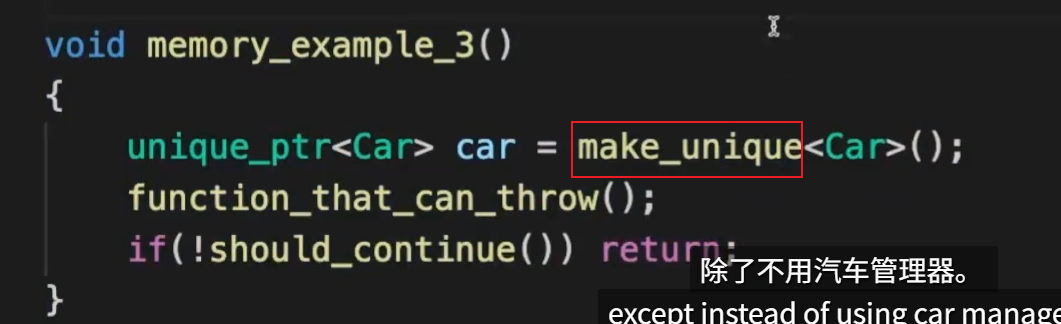 void memory_example_3()
{
unique_ptr<Car> car = make_unique<Car>();
function_that_can_throw();
if(!should_continue()) return;
}
除了不用汽车管理器。
except instead of using car manage